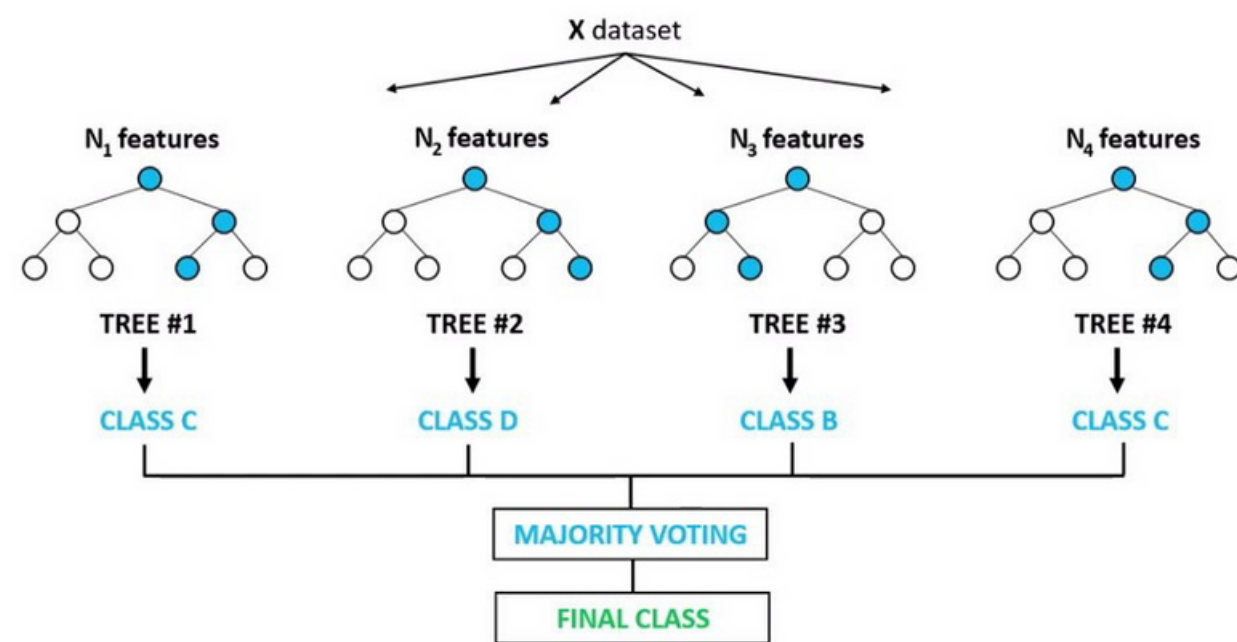 X dataset
N₁ features
N₂ features
N₃ features
N₄ features
TREE #1
TREE #2
TREE #3
TREE #4
CLASS C
CLASS D
CLASS B
CLASS C
MAJORITY VOTING
FINAL CLASS